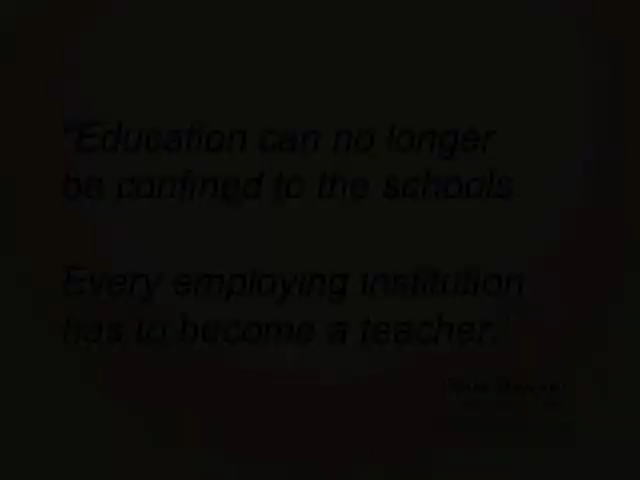 "Education can no longer
be confined to the schools
Every employing institution
has to become a teacher.